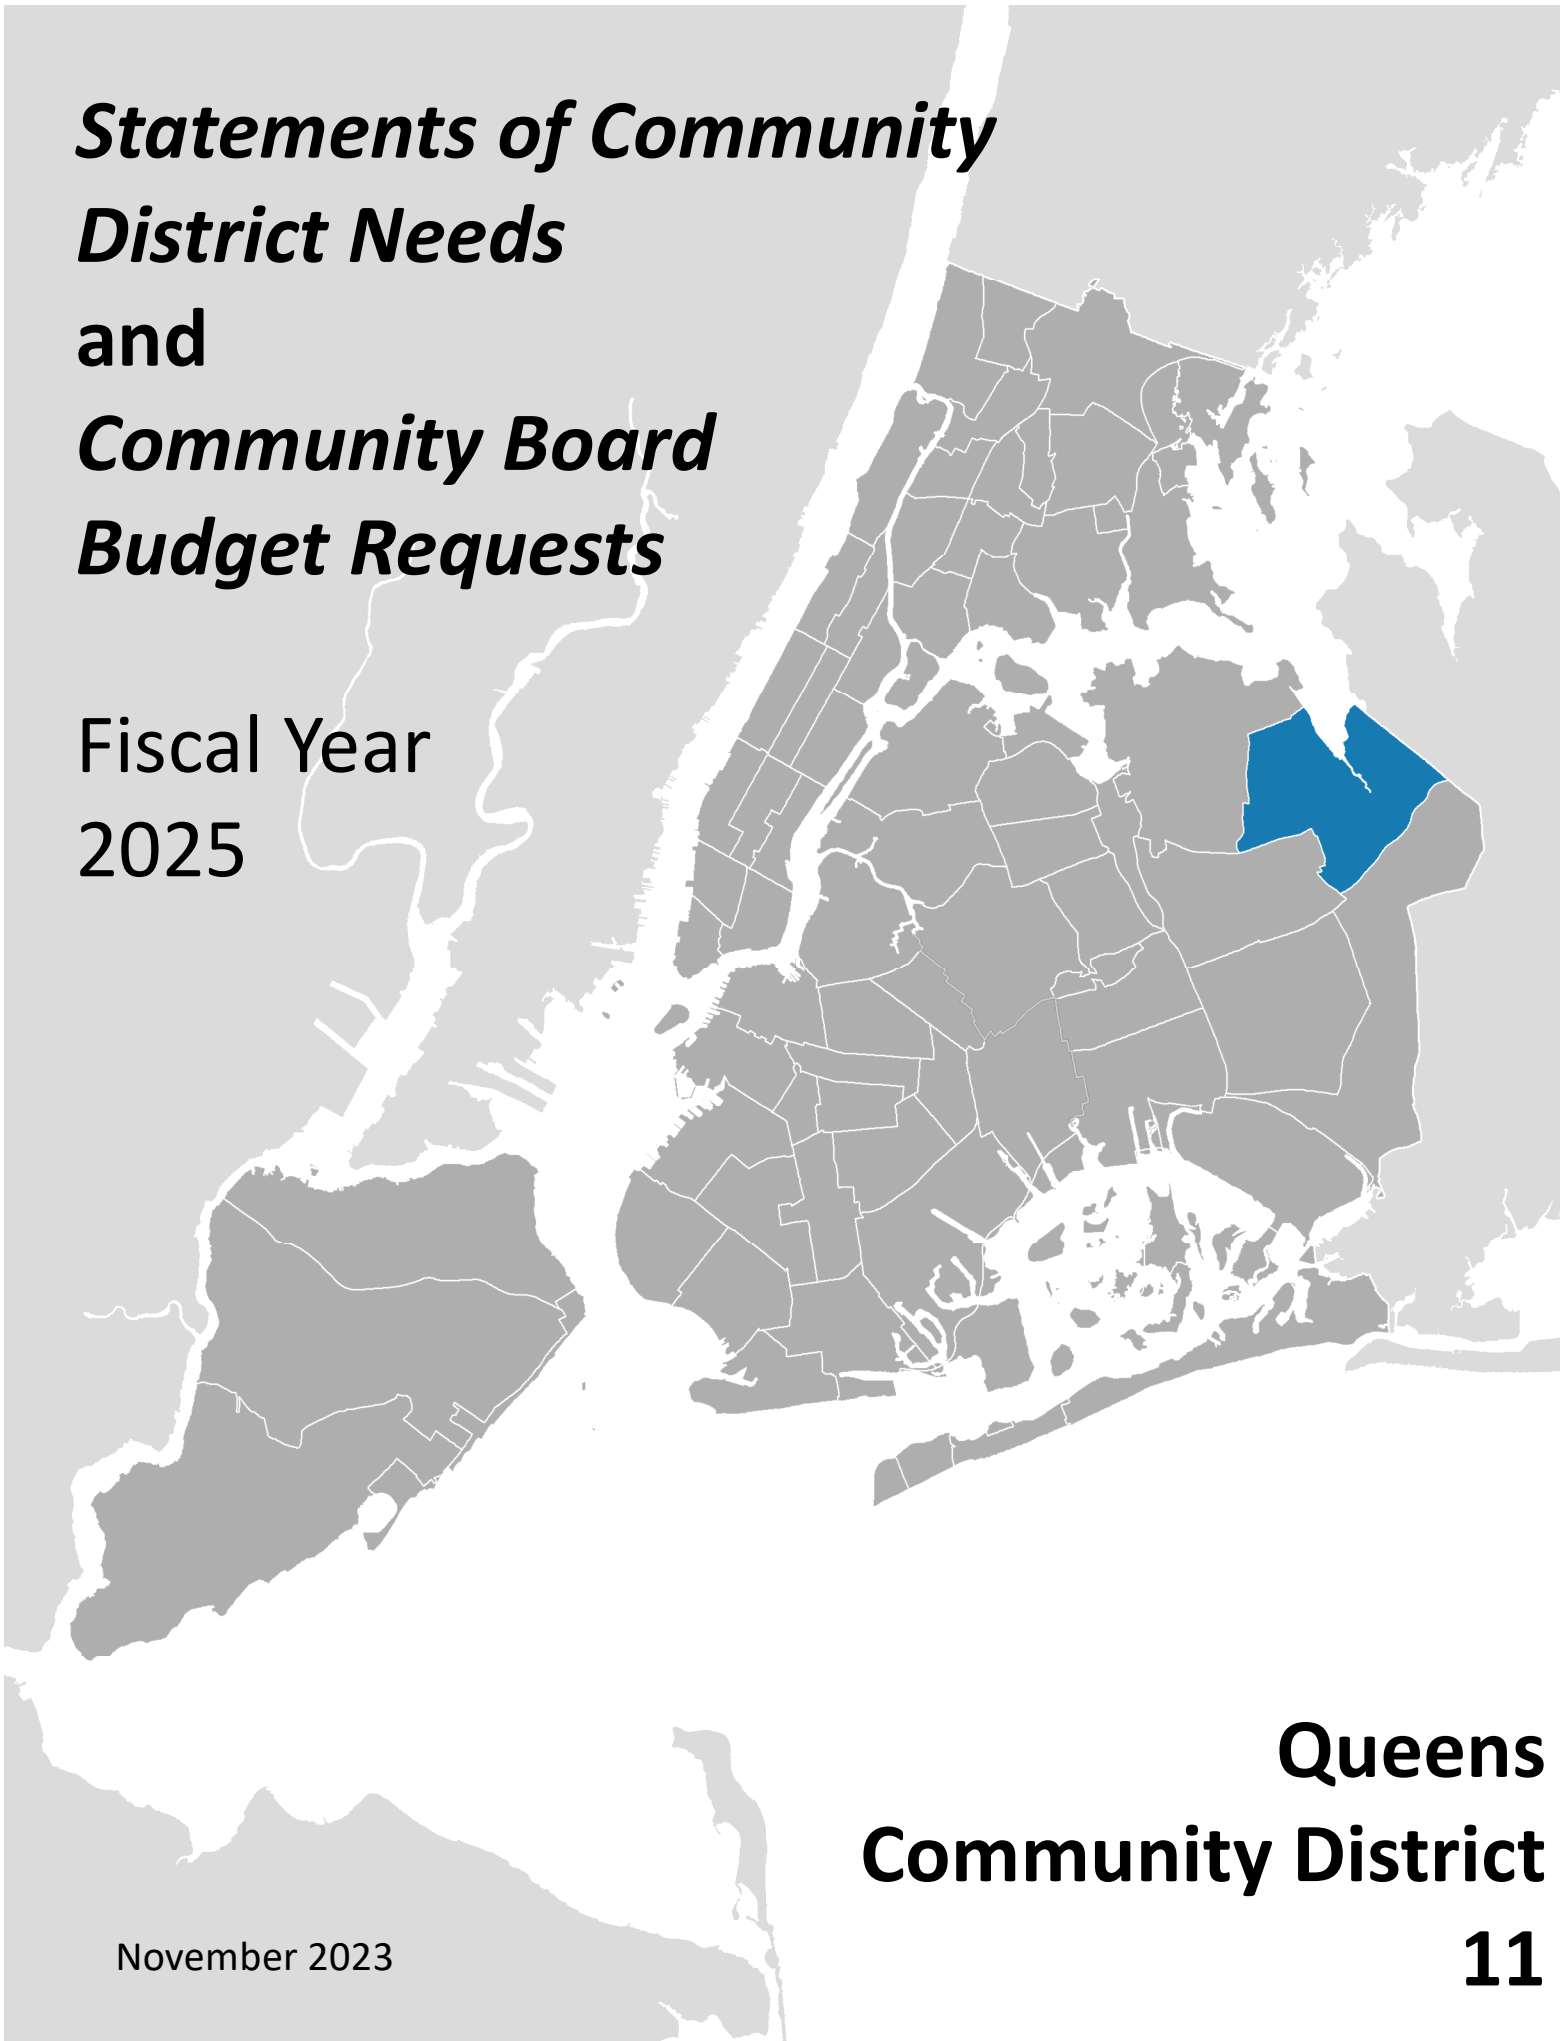 Statements of Community
District Needs
and
Community Board
Budget Requests
Fiscal Year
2025
Queens
Community District
11
November 2023